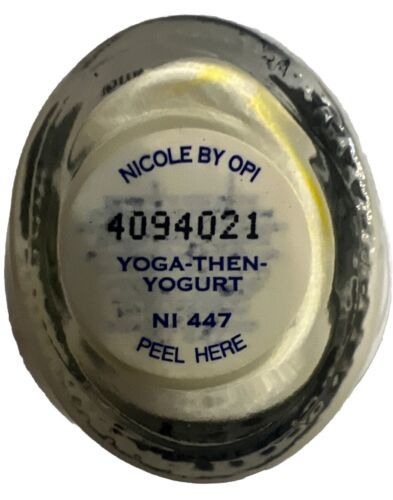 NICOLE BY OPI
4094021
YOGA-THEN-
YOGURT
NI 447
PEEL HERE